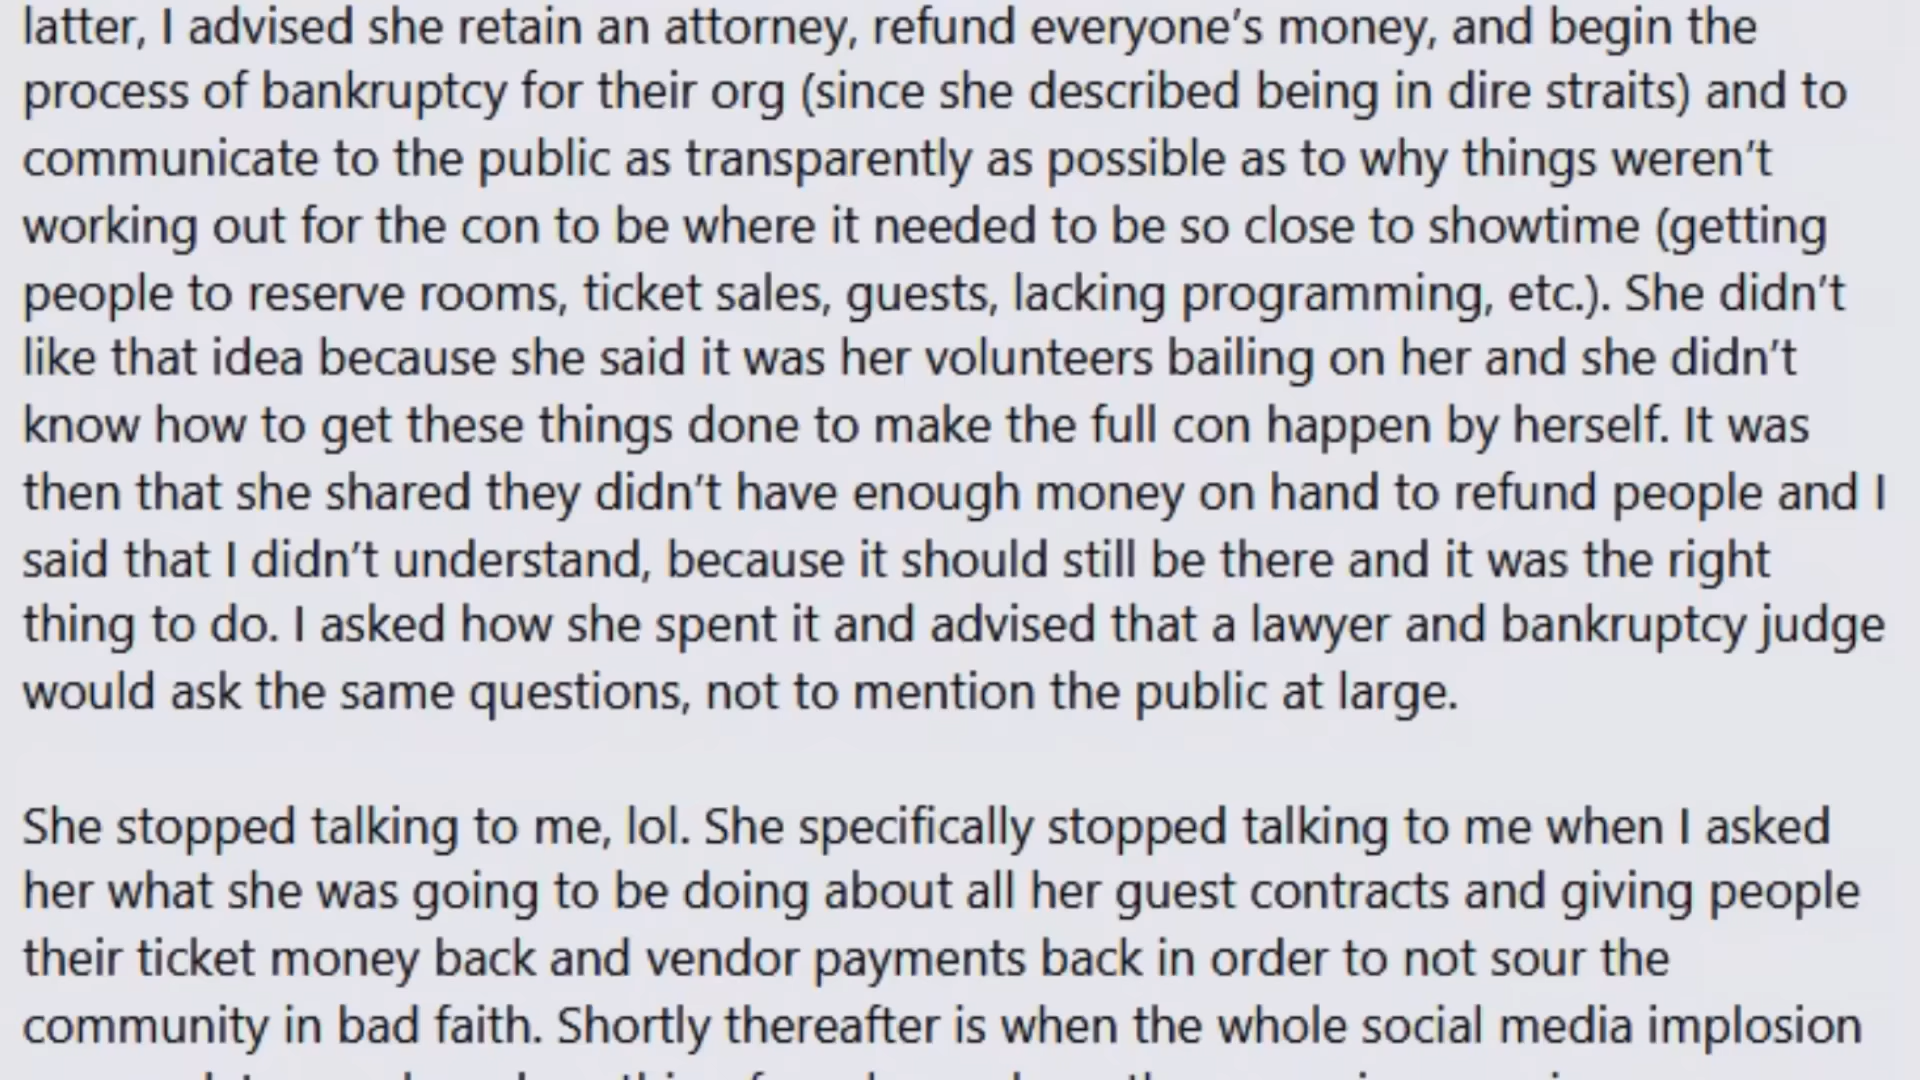 latter, I advised she retain an attorney, refund everyone’s money, and begin the
process of bankruptcy for their org (since she described being in dire straits) and to
communicate to the public as transparently as possible as to why things weren’t
working out for the con to be where it needed to be so close to showtime (getting
people to reserve rooms, ticket sales, guests, lacking programming, etc.). She didn’t
like that idea because she said it was her volunteers bailing on her and she didn’t
know how to get these things done to make the full con happen by herself. It was
then that she shared they didn’t have enough money on hand to refund people and I
said that I didn’t understand, because it should still be there and it was the right
thing to do. I asked how she spent it and advised that a lawyer and bankruptcy judge
would ask the same questions, not to mention the public at large.
She stopped talking to me, lol. She specifically stopped talking to me when I asked
her what she was going to be doing about all her guest contracts and giving people
their ticket money back and vendor payments back in order to not sour the
community in bad faith. Shortly thereafter is when the whole social media implosion